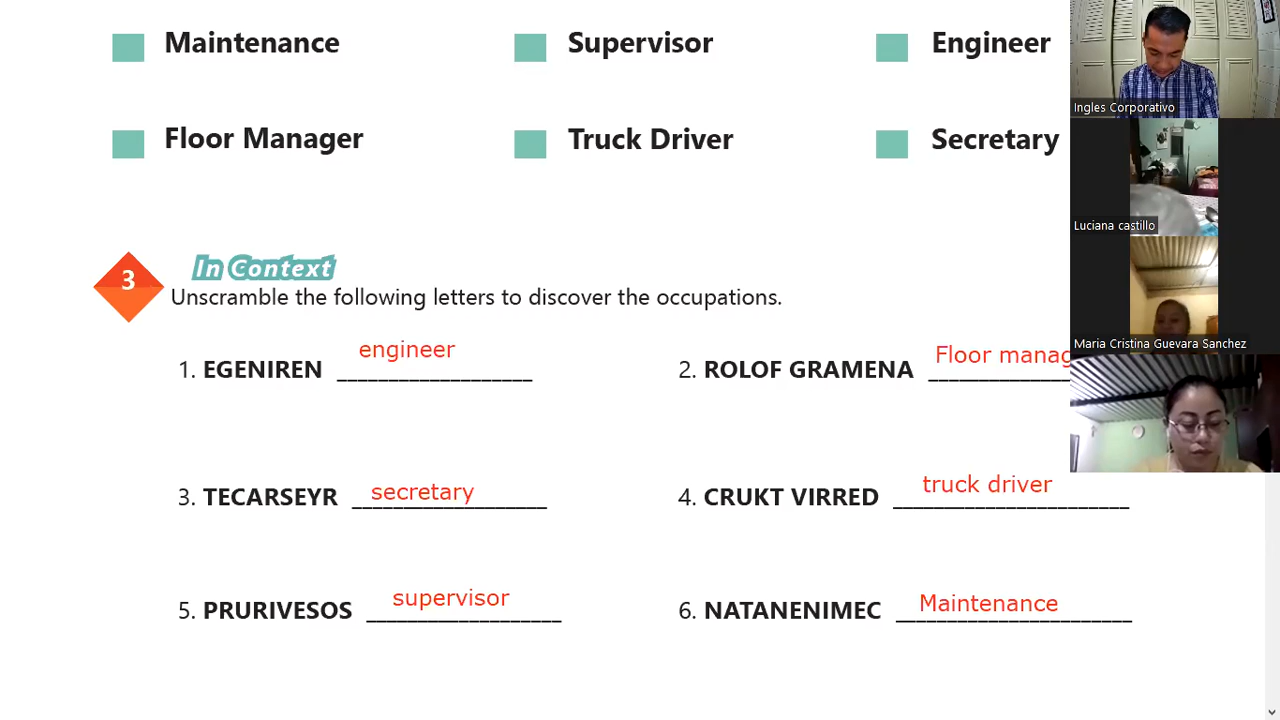 Maintenance Supervisor Engineer
Floor Manager Truck Driver Secretary
3 In Context
Unscramble the following letters to discover the occupations.
1. EGENIREN engineer 2. ROLOF GRAMENA Floor manag
3. TECARSEYR secretary 4. CRUKT VIRRED truck driver
5. PRURIVESOS supervisor 6. NATANENIMEC Maintenance
Ingles Corporativo
Luciana castillo
Maria Cristina Guevara Sanchez